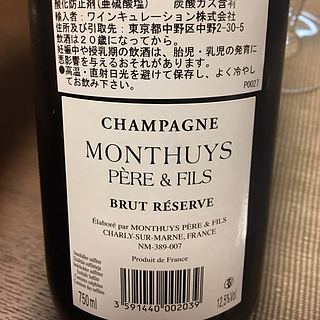 酸化防止剤(亜硫酸塩) 炭酸ガス含有
輸入者：ワインキュレーション株式会社
住所及び引取先：東京都中野区中野2-30-5
飲酒は２０歳になってから。
妊娠中や授乳期の飲酒は、胎児・乳児の発育に
悪影響を与えるおそれがあります。
●高温・直射日光を避けて保存し、よく冷やし
てお飲み下さい。
P0027
CHAMPAGNE
MONTHUYS
PÈRE & FILS
BRUT RÉSERVE
Élaboré par MONTHUYS PÈRE & FILS
CHARLY-SUR-MARNE, FRANCE
NM-389-007
Produit de France
750 ml
3 591440 002039
12,5%Vol.